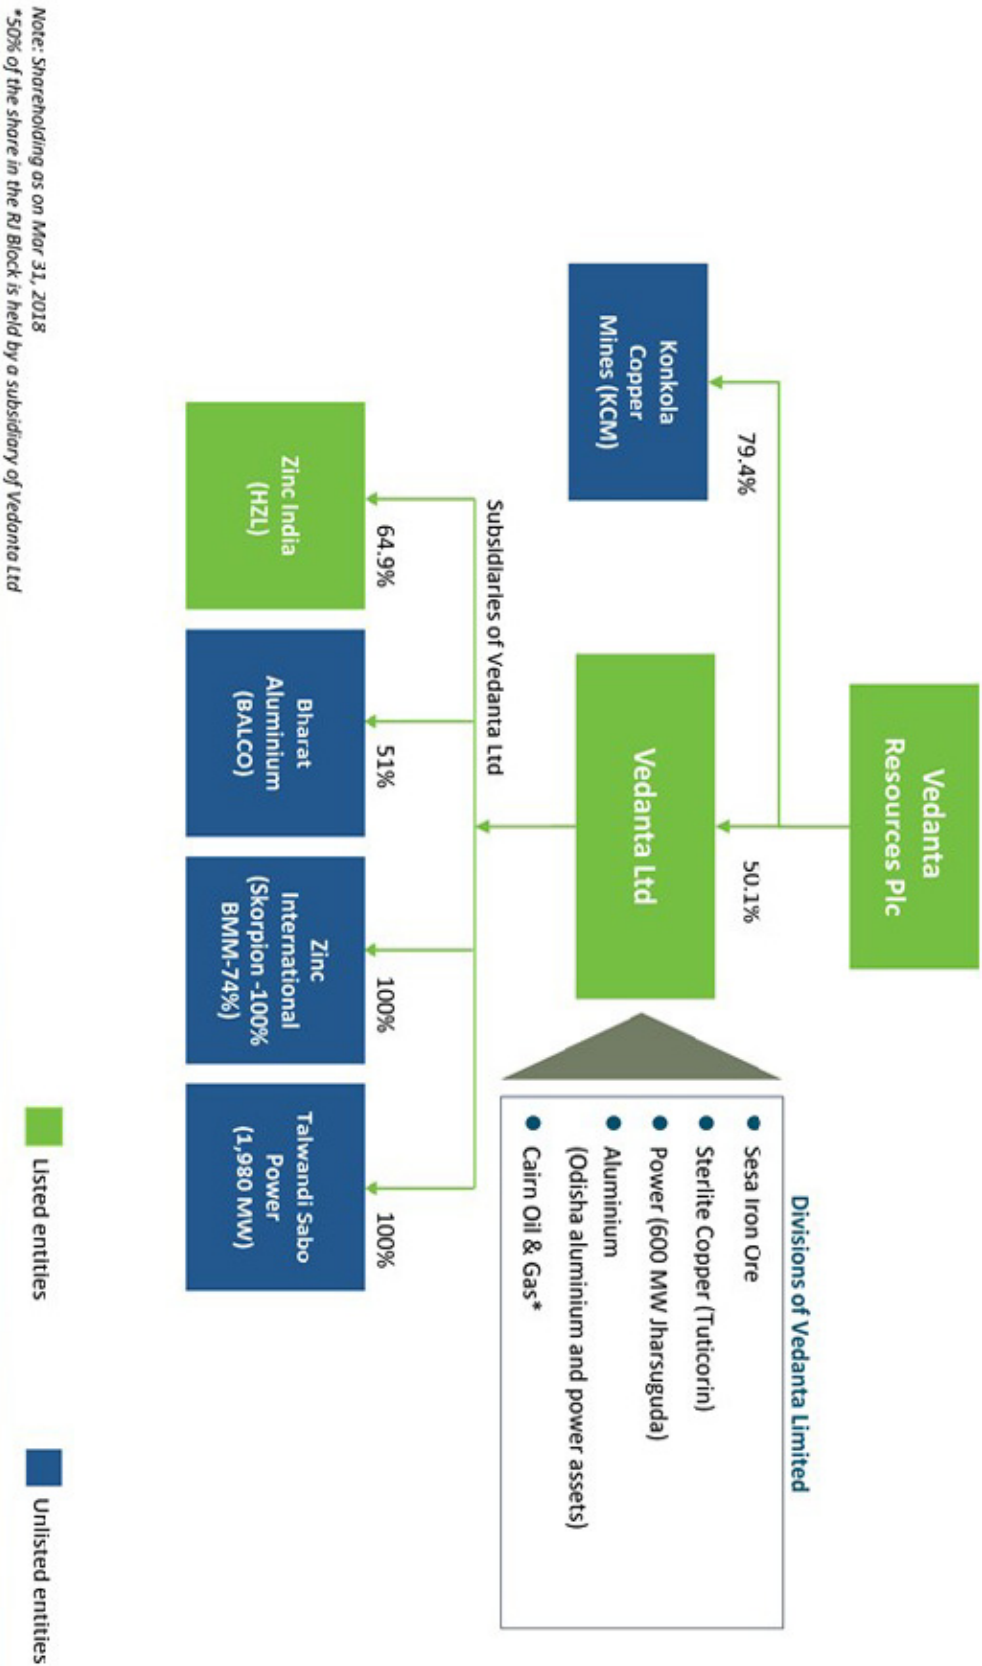 Vedanta
Resources Plc
79.4%
50.1%
Konkola
Copper
Mines (KCM)
Vedanta Ltd
Divisions of Vedanta Limited
Sesa Iron Ore
Sterlite Copper (Tuticorin)
Power (600 MW Jharsuguda)
Aluminium
(Odisha aluminium and power assets)
Cairn Oil & Gas*
Subsidiaries of Vedanta Ltd
64.9%
51%
100%
100%
Zinc India
(HZL)
Bharat
Aluminium
(BALCO)
Zinc
International
(Skorpion -100%
BMM-74%)
Talwandi Sabo
Power
(1,980 MW)
Listed entities
Unlisted entities
Note: Shareholding as on Mar 31, 2018
*50% of the share in the RJ Block is held by a subsidiary of Vedanta Ltd